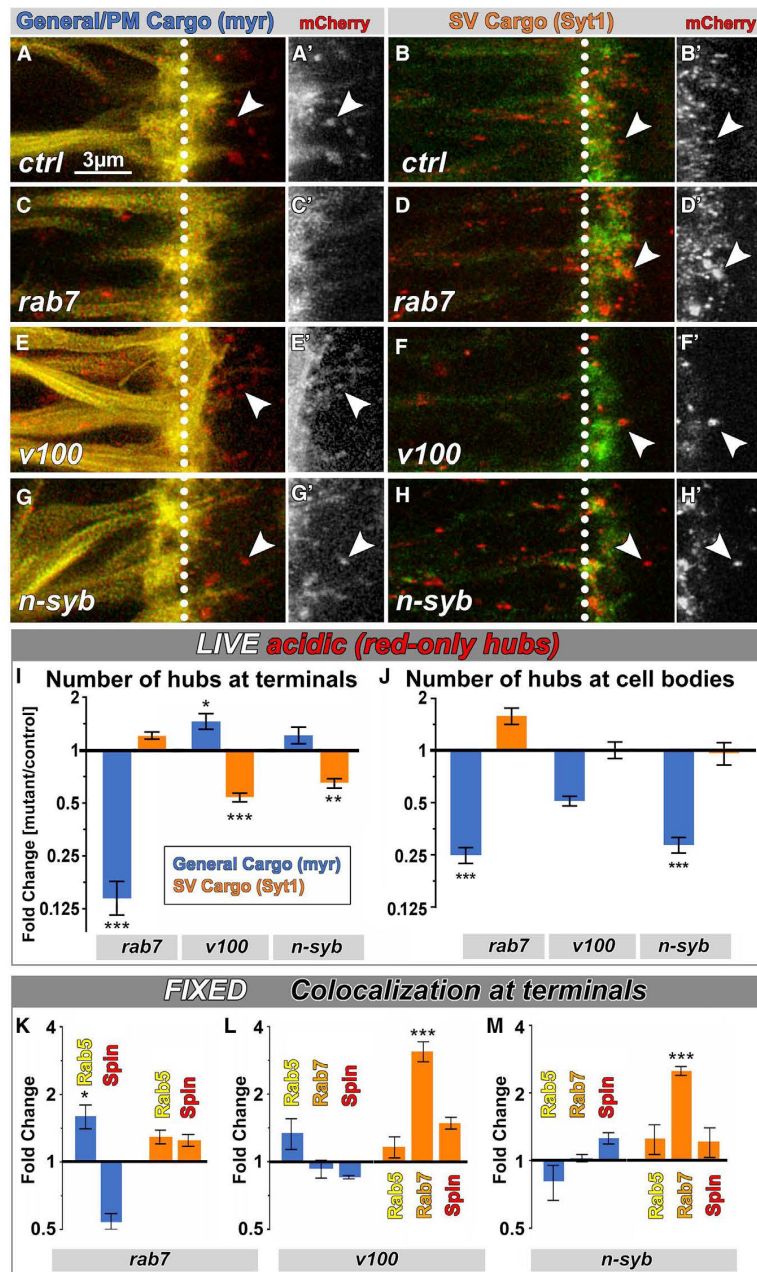 General/PM Cargo (myr) mCherry SV Cargo (Syt1) mCherry
A A' B B'
ctrl 3µm ctrl
C C' D D'
rab7 rab7
E E' F F'
v100 v100
G G' H H'
n-syb n-syb
LIVE acidic (red-only hubs)
I Number of hubs at terminals J Number of hubs at cell bodies
Fold Change [mutant/control]
2 2
* 
1 1
*** **
0.5 0.5
General Cargo (myr)
SV Cargo (Syt1)
0.25 0.25
*** ***
0.125 0.125
***
rab7 v100 n-syb rab7 v100 n-syb
FIXED Colocalization at terminals
K L M
4 4 4
Fold Change Fold Change Fold Change
Rab5 Spin Rab5 Spin
Rab5 Rab7 Spin Rab5 Rab7 Spin
Rab5 Rab7 Spin Rab5 Rab7 Spin
* *** ***
2 2 2
1 1 1
0.5 0.5 0.5
rab7 v100 n-syb